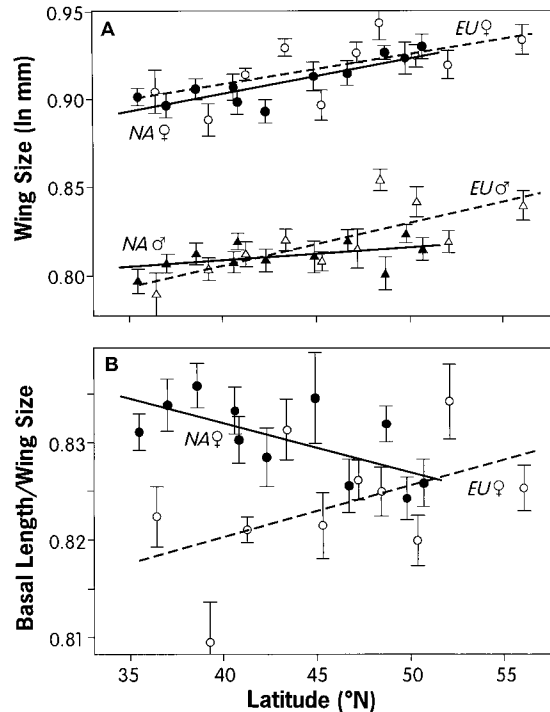 A
0.95
0.90
0.85
0.80
Wing Size (ln mm)
EU♀
NA♀
EU♂
NA♂
B
0.83
0.82
0.81
Basal Length/Wing Size
NA♀
EU♀
35 40 45 50 55
Latitude (°N)